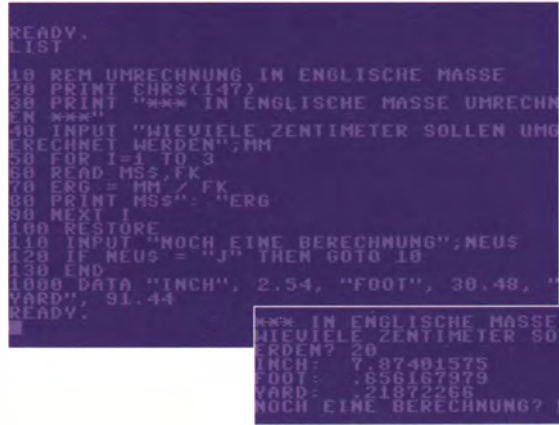 READY.
LIST
10 REM UMRECHNUNG IN ENGLISCHE MASSE
20 PRINT CHR$(147)
30 PRINT "*** IN ENGLISCHE MASSE UMRECHN
EN ***"
40 INPUT "WIEVIELE ZENTIMETER SOLLEN UMG
ERECHNET WERDEN";MM
50 FOR I=1 TO 3
60 READ MS$,FK
70 ERG = MM / FK
80 PRINT MS$": "ERG
90 NEXT I
100 RESTORE
110 INPUT "NOCH EINE BERECHNUNG";NEU$
120 IF NEU$ = "J" THEN GOTO 10
130 END
1000 DATA "INCH", 2.54, "FOOT", 30.48, "
YARD", 91.44
READY.
*** IN ENGLISCHE MASSE
WIEVIELE ZENTIMETER SO
ERDEN? 20
INCH: 7.87401575
FOOT: .656167979
YARD: .21872266
NOCH EINE BERECHNUNG?